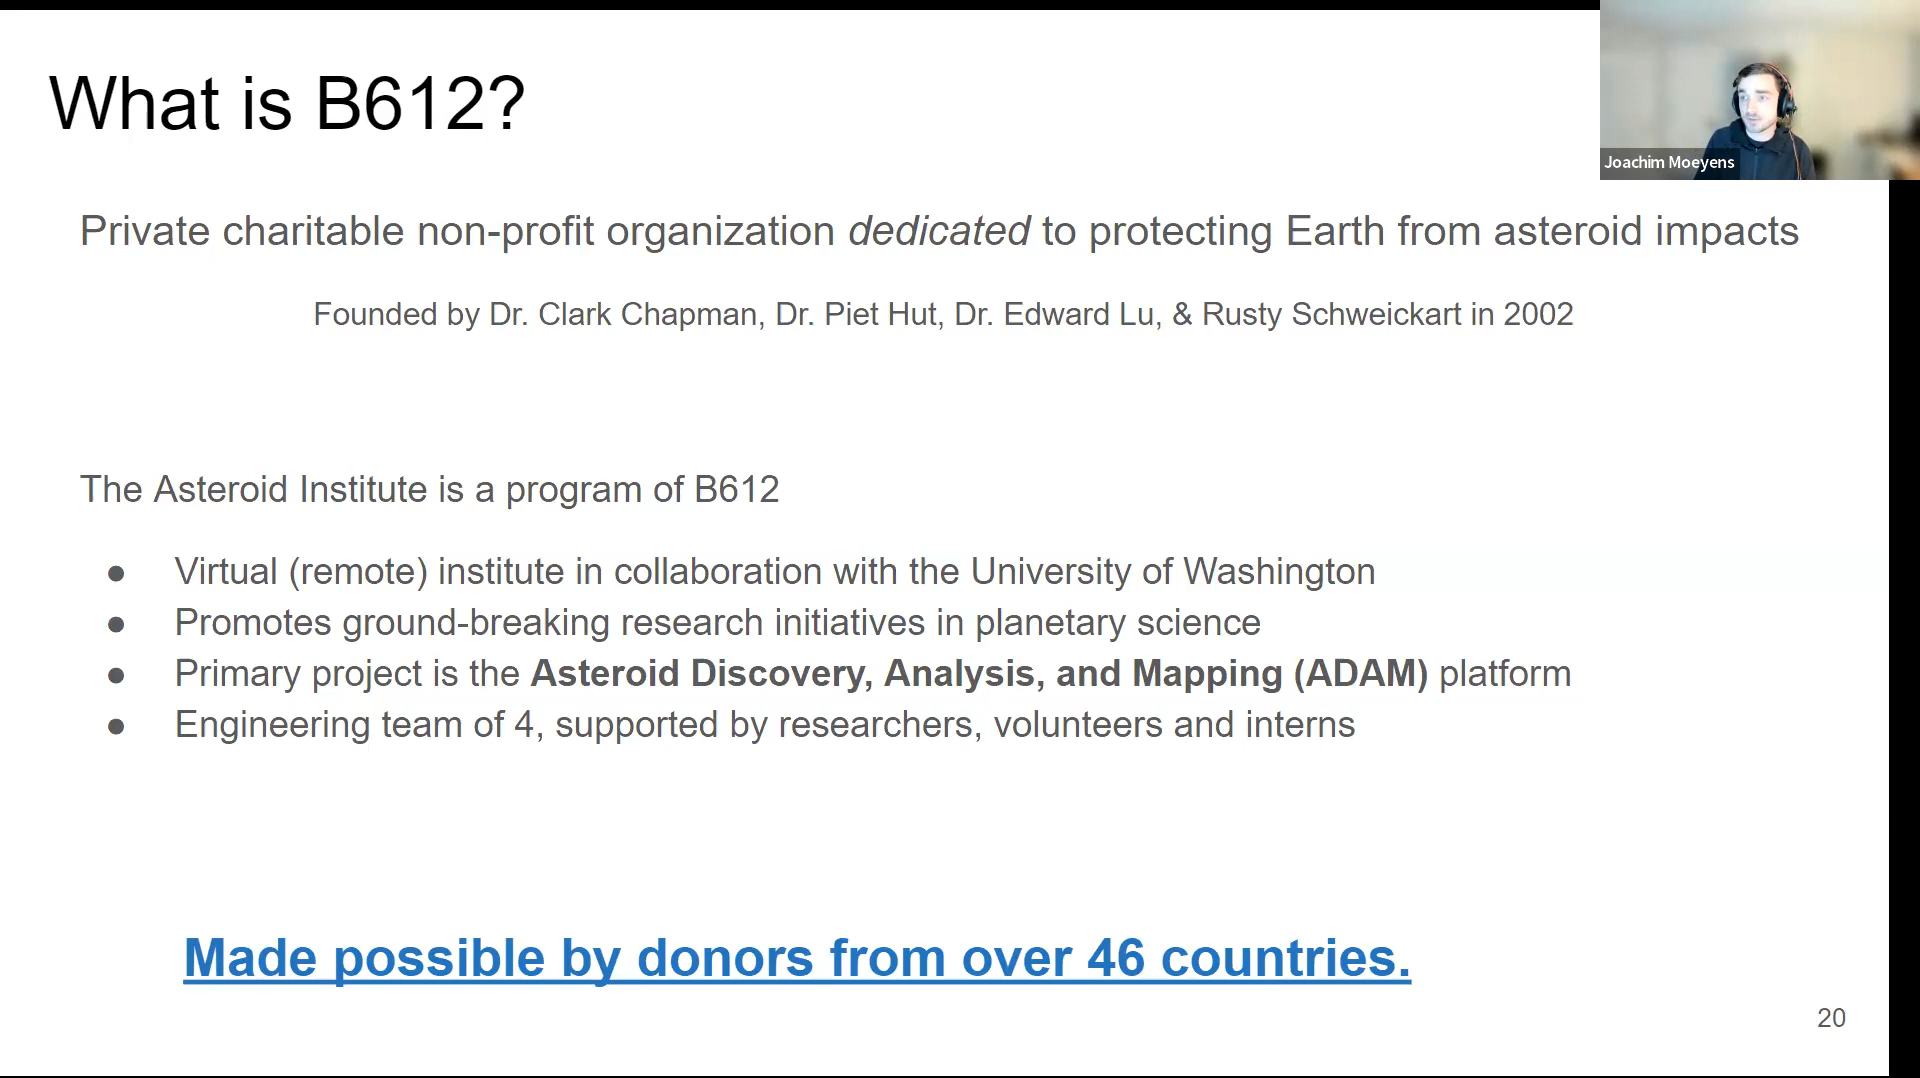 What is B612?
Joachim Moeyens
Private charitable non-profit organization dedicated to protecting Earth from asteroid impacts
Founded by Dr. Clark Chapman, Dr. Piet Hut, Dr. Edward Lu, & Rusty Schweickart in 2002
The Asteroid Institute is a program of B612
● Virtual (remote) institute in collaboration with the University of Washington
● Promotes ground-breaking research initiatives in planetary science
● Primary project is the Asteroid Discovery, Analysis, and Mapping (ADAM) platform
● Engineering team of 4, supported by researchers, volunteers and interns
Made possible by donors from over 46 countries.
20